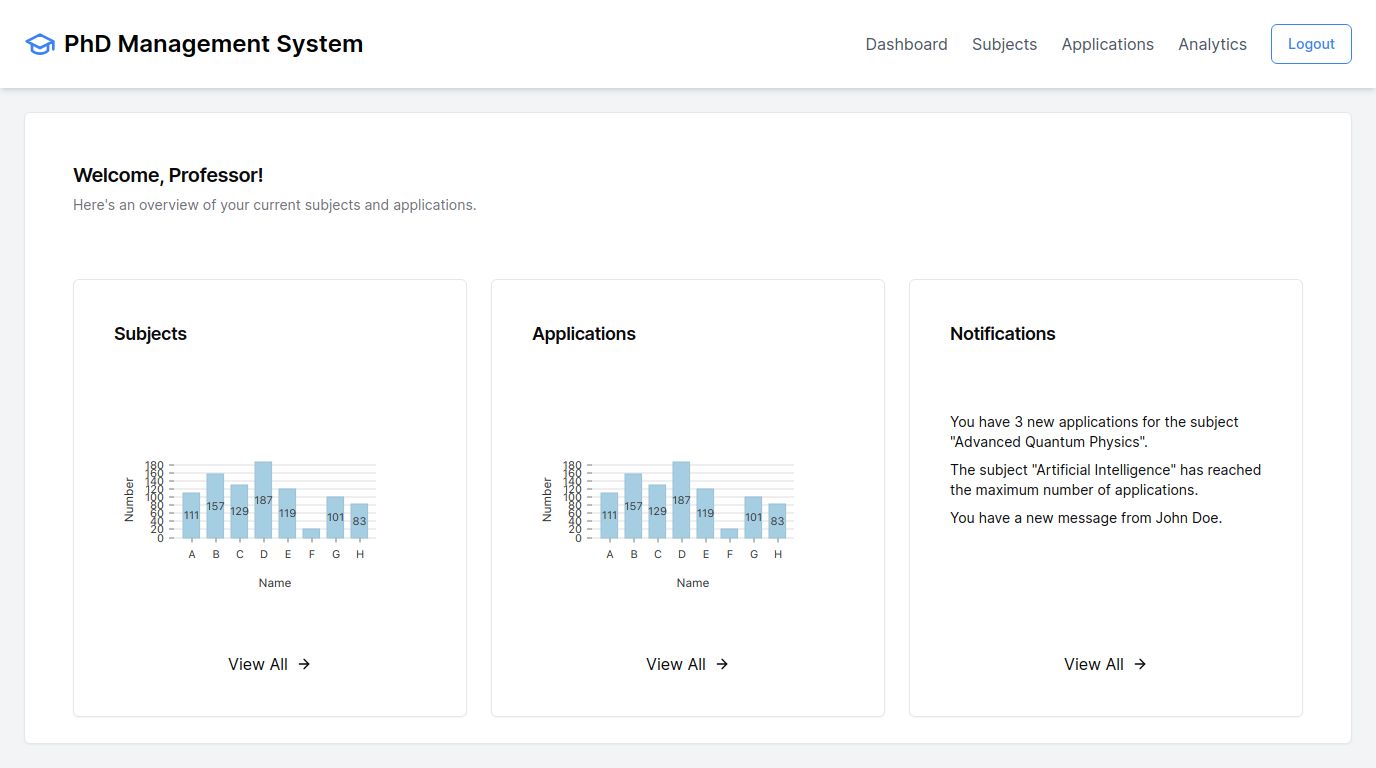 PhD Management System
Dashboard Subjects Applications Analytics Logout
Welcome, Professor!
Here's an overview of your current subjects and applications.
Subjects
Number
180
160
140
120
100
80
60
40
20
0
111 157 129 187 119 101 83
A B C D E F G H
Name
View All
Applications
Number
180
160
140
120
100
80
60
40
20
0
111 157 129 187 119 101 83
A B C D E F G H
Name
View All
Notifications
You have 3 new applications for the subject
"Advanced Quantum Physics".
The subject "Artificial Intelligence" has reached
the maximum number of applications.
You have a new message from John Doe.
View All